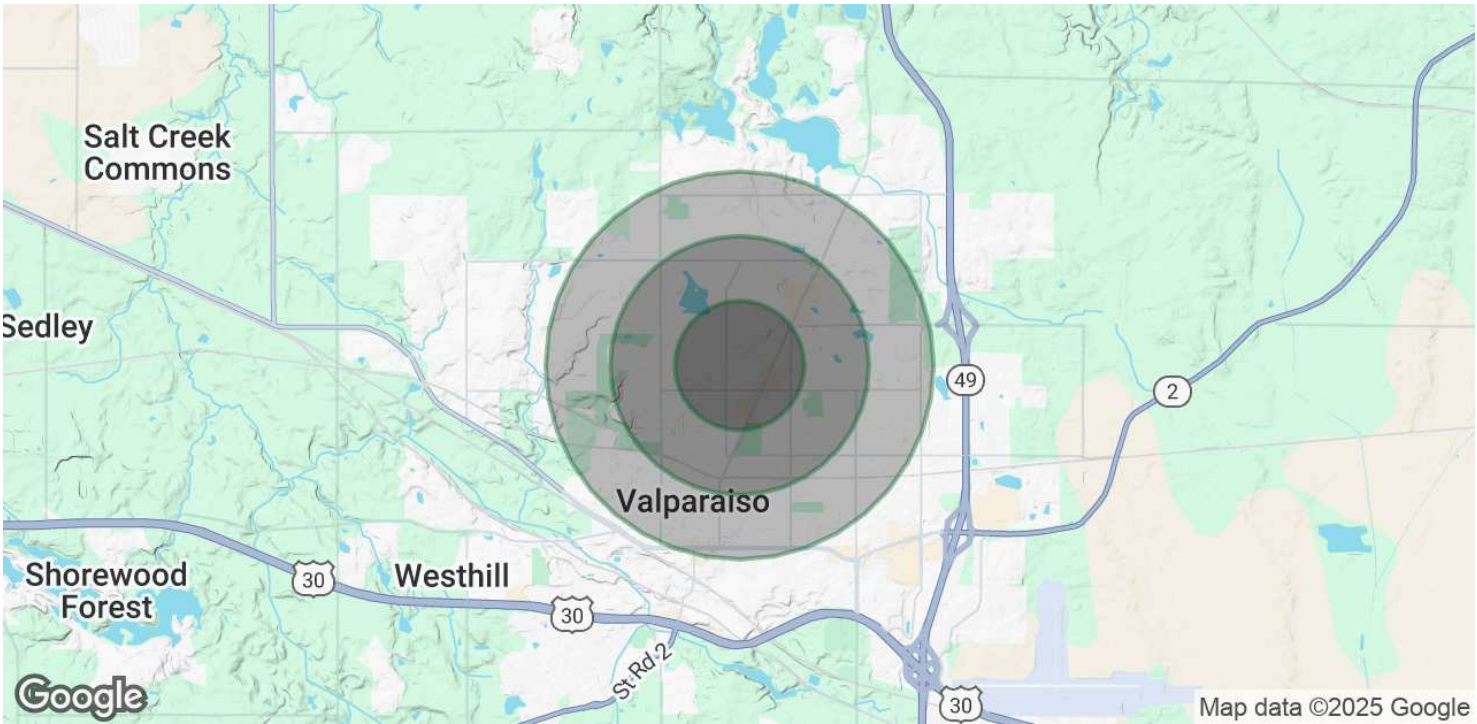 Salt Creek
Commons
Sedley
49
2
Valparaiso
Shorewood
Forest
30
Westhill
30
St Rd 2
30
Google
Map data ©2025 Google